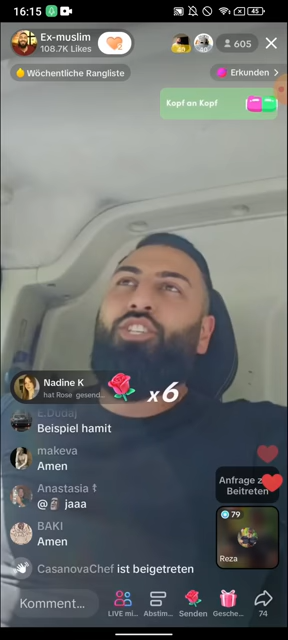 16:15
45
Ex-muslim
108.7K Likes
605
Wöchentliche Rangliste
Erkunden
Kopf an Kopf
Nadine K
hat Rose gesend...
x6
E.Dudaj
Beispiel hamit
makeva
Amen
Anastasia
@ jaaa
BAKI
Amen
CasanovaChef ist beigetreten
Anfrage z
Beitreten
79
Reza
Komment...
LIVE mi...
Abstim...
Senden
Gesche...
74